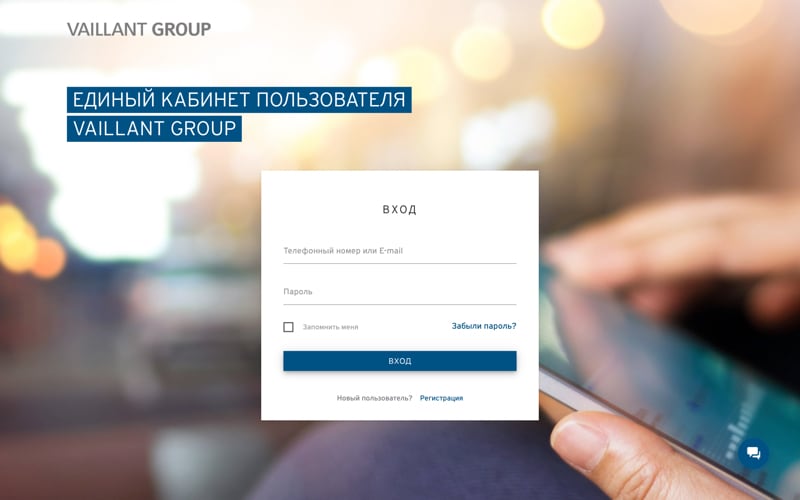 VAILLANT GROUP
ЕДИНЫЙ КАБИНЕТ ПОЛЬЗОВАТЕЛЯ
VAILLANT GROUP
ВХОД
Телефонный номер или E-mail
Пароль
Запомнить меня
Забыли пароль?
ВХОД
Новый пользователь? Регистрация